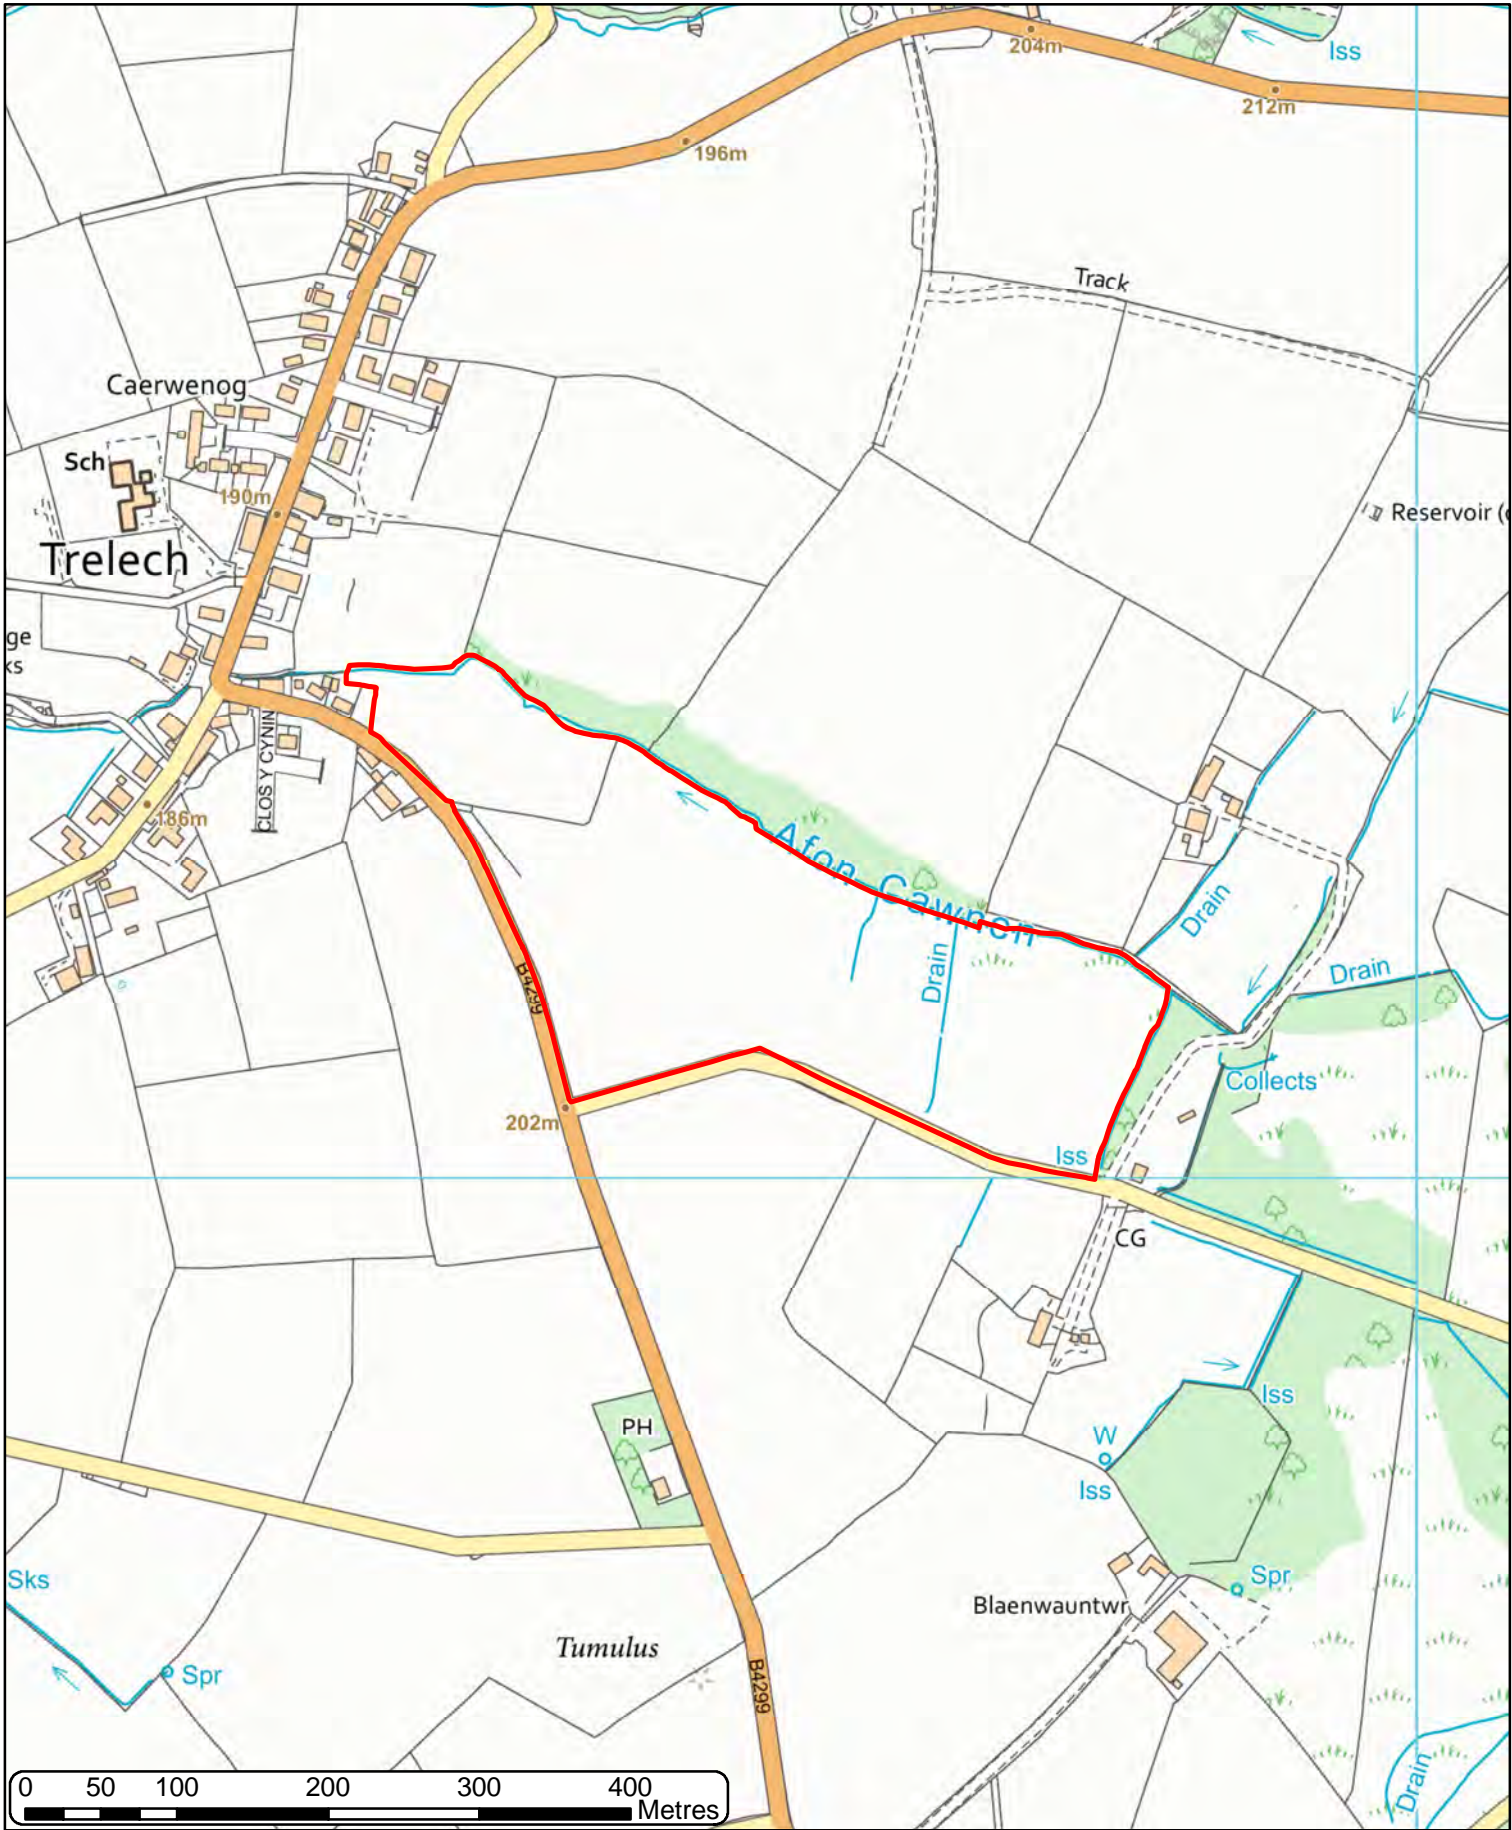 204m
Iss
212m
196m
Track
Caerwenog
Sch
190m
Reservoir (
Trelech
ge
ks
CLOS Y CYNIN
186m
Afon Cawnen
Drain
Drain
Drain
B4299
Collects
202m
Iss
CG
Iss
PH
W
Iss
Sks
Spr
Blaenwauntwr
Tumulus
Spr
B4299
Drain
0 50 100 200 300 400
Metres